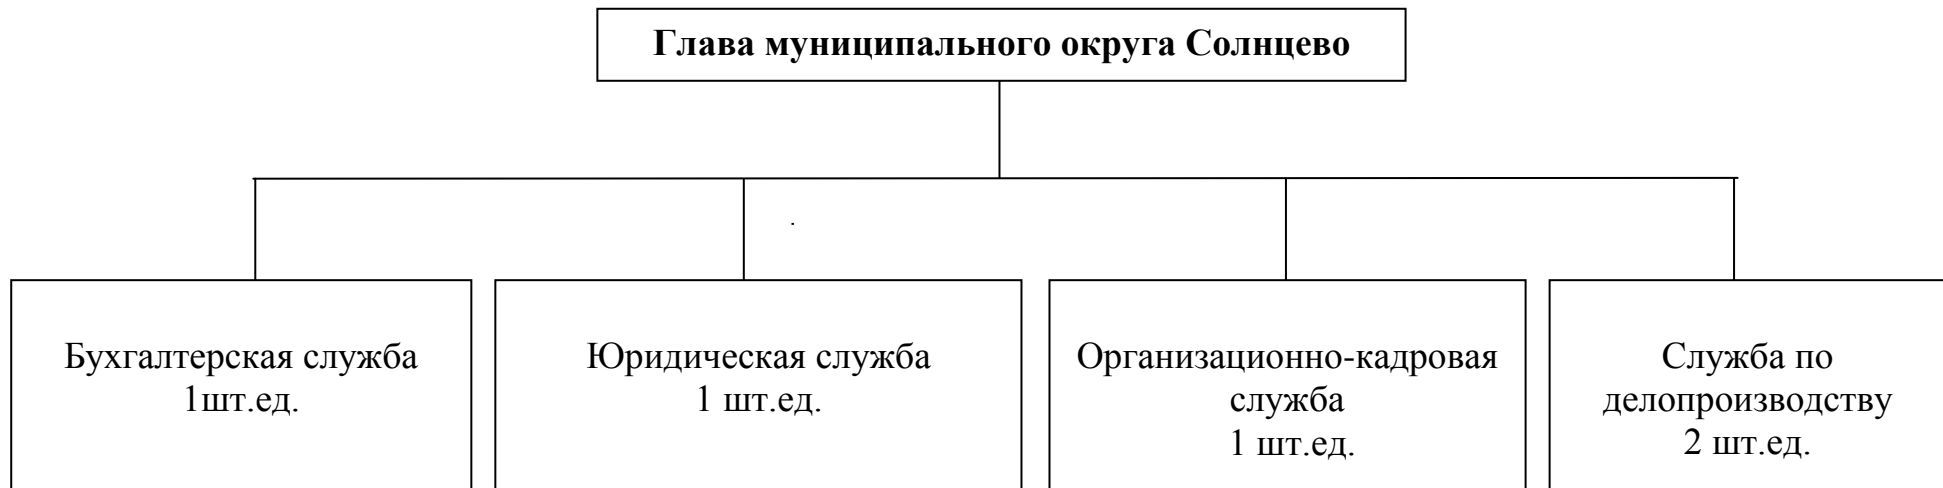 Глава муниципального округа Солнцево
Бухгалтерская служба
1шт.ед.
Юридическая служба
1 шт.ед.
Организационно-кадровая
служба
1 шт.ед.
Служба по
делопроизводству
2 шт.ед.